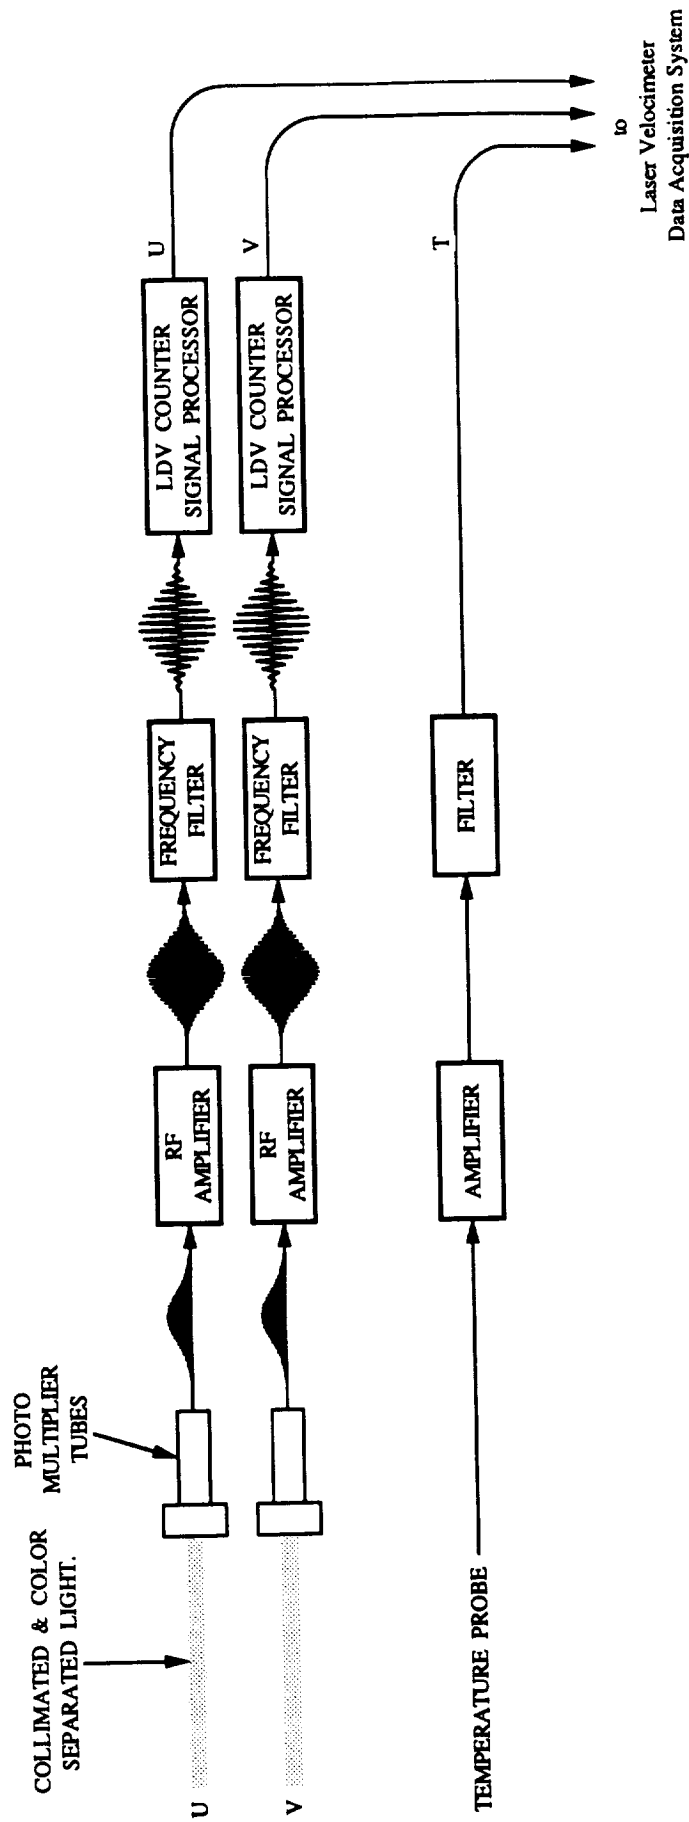 COLLIMATED & COLOR
SEPARATED LIGHT.
PHOTO
MULTIPLIER
TUBES
U
RF
AMPLIFIER
FREQUENCY
FILTER
LDV COUNTER
SIGNAL PROCESSOR
U
V
RF
AMPLIFIER
FREQUENCY
FILTER
LDV COUNTER
SIGNAL PROCESSOR
V
TEMPERATURE PROBE
AMPLIFIER
FILTER
T
to
Laser Velocimeter
Data Acquisition System